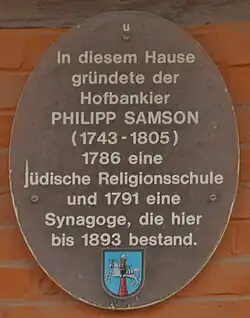 In diesem Hause
gründete der
Hofbankier
PHILIPP SAMSON
(1743-1805)
1786 eine
jüdische Religionsschule
und 1791 eine
Synagoge, die hier
bis 1893 bestand.